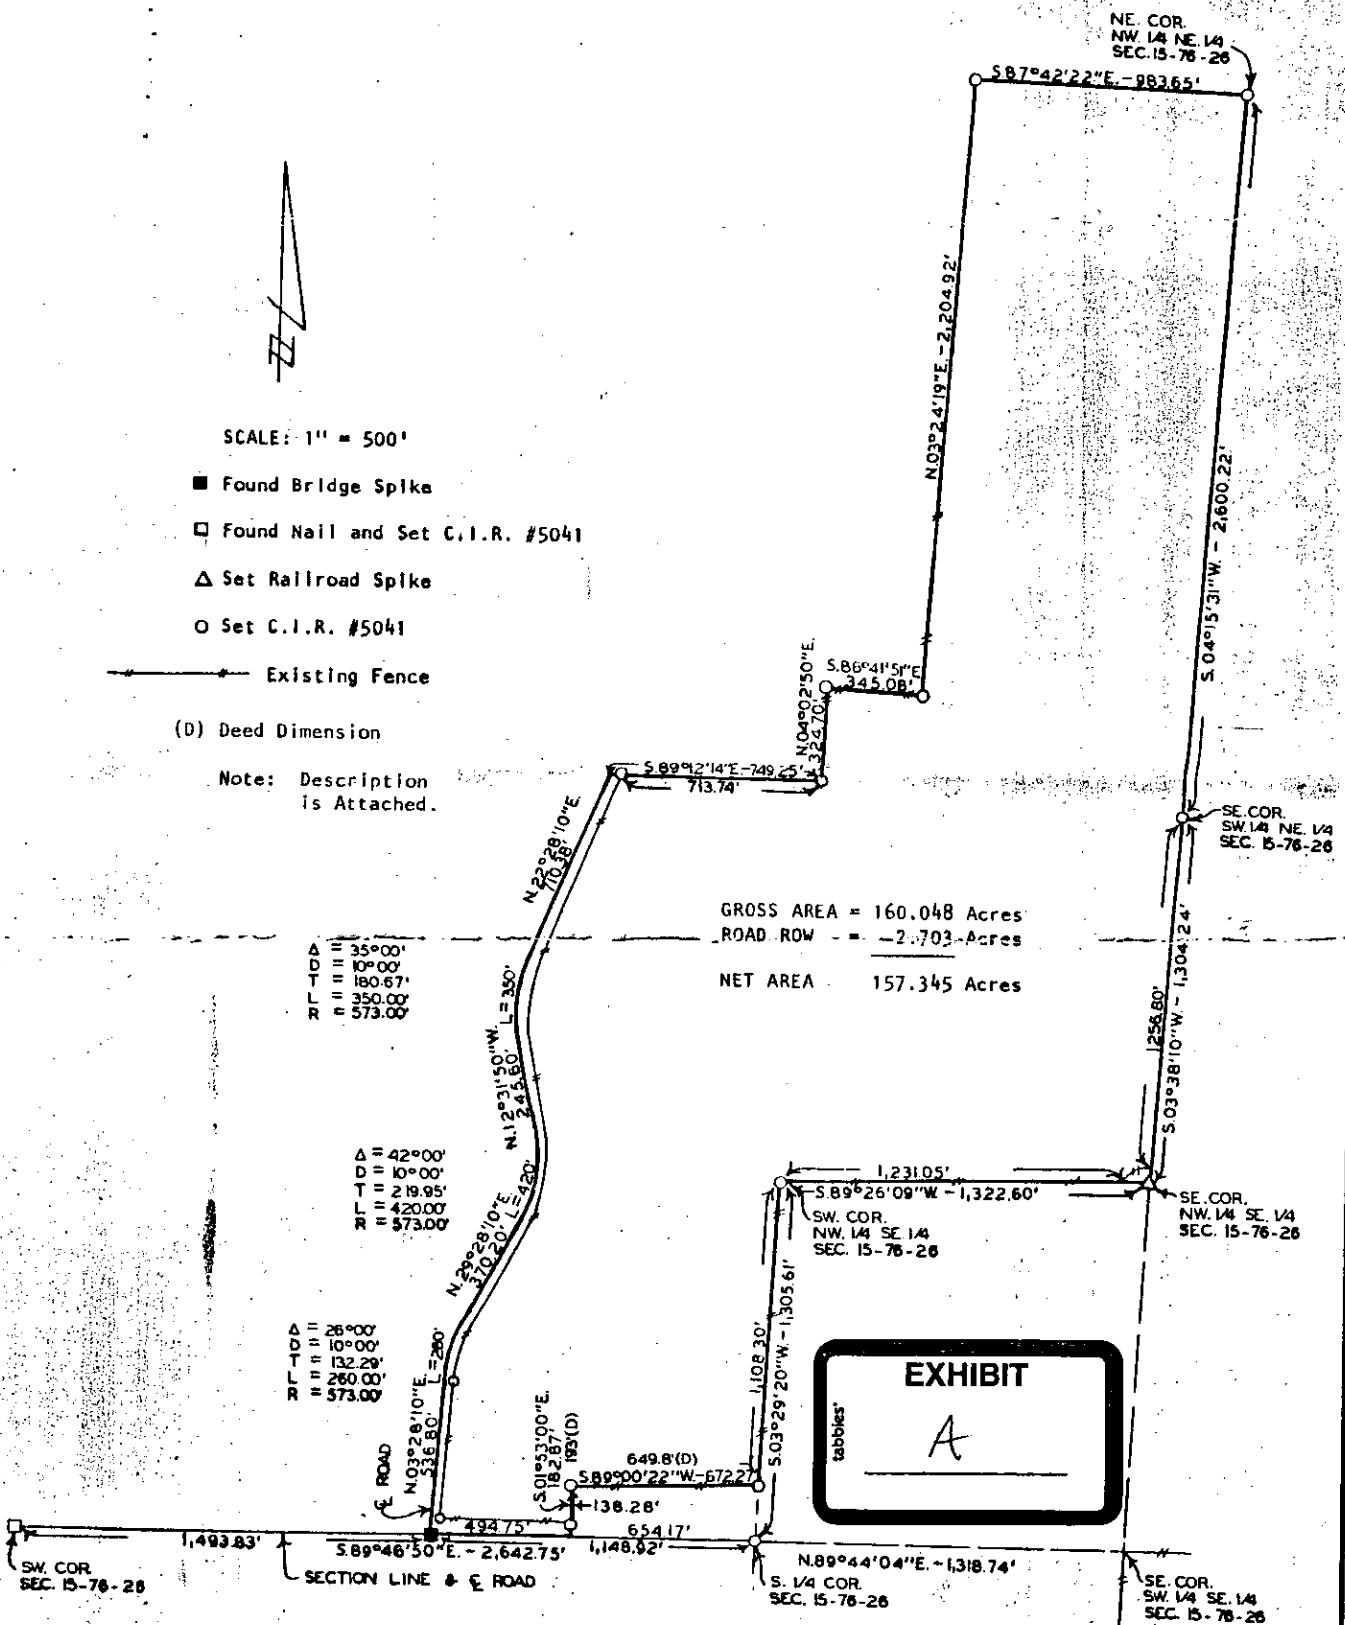 NE. COR.
NW. 1/4 NE. 1/4
SEC. 15-76-26
S.87°42'22"E.-983.65'
N.03°24'19"E.-2,204.92'
S.04°15'31"W. - 2,600.22'
SCALE: 1" = 500'
Found Bridge Spike
Found Nail and Set C.I.R. #5041
Set Railroad Spike
Set C.I.R. #5041
Existing Fence
(D) Deed Dimension
Note: Description
is Attached.
N.04°02'50"E.
324.70'
S.86°41'51"E.
345.08'
S.89°12'14"E.-749.25'
713.74'
N.22°28'10"E.
710.38'
SE. COR.
SW. 1/4 NE. 1/4
SEC. 15-76-26
GROSS AREA = 160.048 Acres
ROAD ROW - = -2.703 Acres
NET AREA 157.345 Acres
Δ = 35°00'
D = 10°00'
T = 180.67'
L = 350.00'
R = 573.00'
L = 350'
N.12°31'50"W.
245.60'
1256.80'
S.03°38'10"W. - 1,304.24'
Δ = 42°00'
D = 10°00'
T = 219.95'
L = 420.00'
R = 573.00'
L = 420'
N.29°28'10"E.
370.20'
1,231.05'
S.89°26'09"W. - 1,322.60'
SW. COR.
NW. 1/4 SE. 1/4
SEC. 15-76-26
SE. COR.
NW. 1/4 SE. 1/4
SEC. 15-76-26
1,108.30'
S.03°29'20"W. - 1,305.61'
Δ = 26°00'
D = 10°00'
T = 132.29'
L = 260.00'
R = 573.00'
N.03°28'10"E.
536.80'
℄ ROAD
S.01°53'00"E.
182.87'
193'(D)
649.8'(D)
S.89°00'22"W.-672.27'
138.28'
EXHIBIT
A
tabbies'
494.75'
654.17'
1,493.83'
S.89°46'50"E. - 2,642.75'
1,148.92'
N.89°44'04"E. - 1,318.74'
SW. COR.
SEC. 15-76-26
SECTION LINE & ℄ ROAD
S. 1/4 COR.
SEC. 15-76-26
SE. COR.
SW. 1/4 SE. 1/4
SEC. 15-76-26